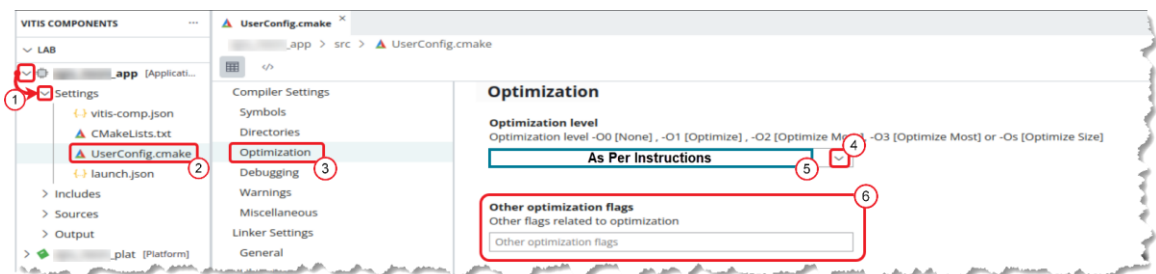 VITIS COMPONENTS ...
LAB
_app [Applicati...
1
Settings
vitis-comp.json
CMakeLists.txt
UserConfig.cmake
2
launch.json
Includes
Sources
Output
_plat [Platform]
UserConfig.cmake ×
_app > src > UserConfig.cmake
Compiler Settings
Symbols
Directories
Optimization
3
Debugging
Warnings
Miscellaneous
Linker Settings
General
Optimization
Optimization level
Optimization level -O0 [None] , -O1 [Optimize] , -O2 [Optimize Mo , -O3 [Optimize Most] or -Os [Optimize Size]
4
As Per Instructions
5
6
Other optimization flags
Other flags related to optimization
Other optimization flags